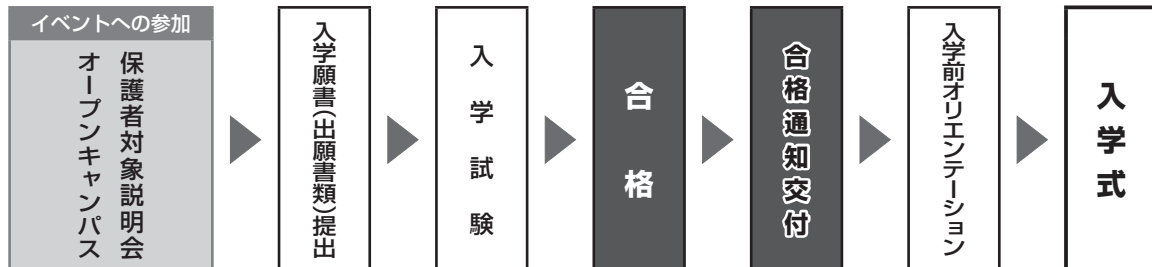 イベントへの参加
保護者対象説明会
オープンキャンパス
入学願書(出願書類)提出
入学試験
合格
合格通知交付
入学前オリエンテーション
入学式